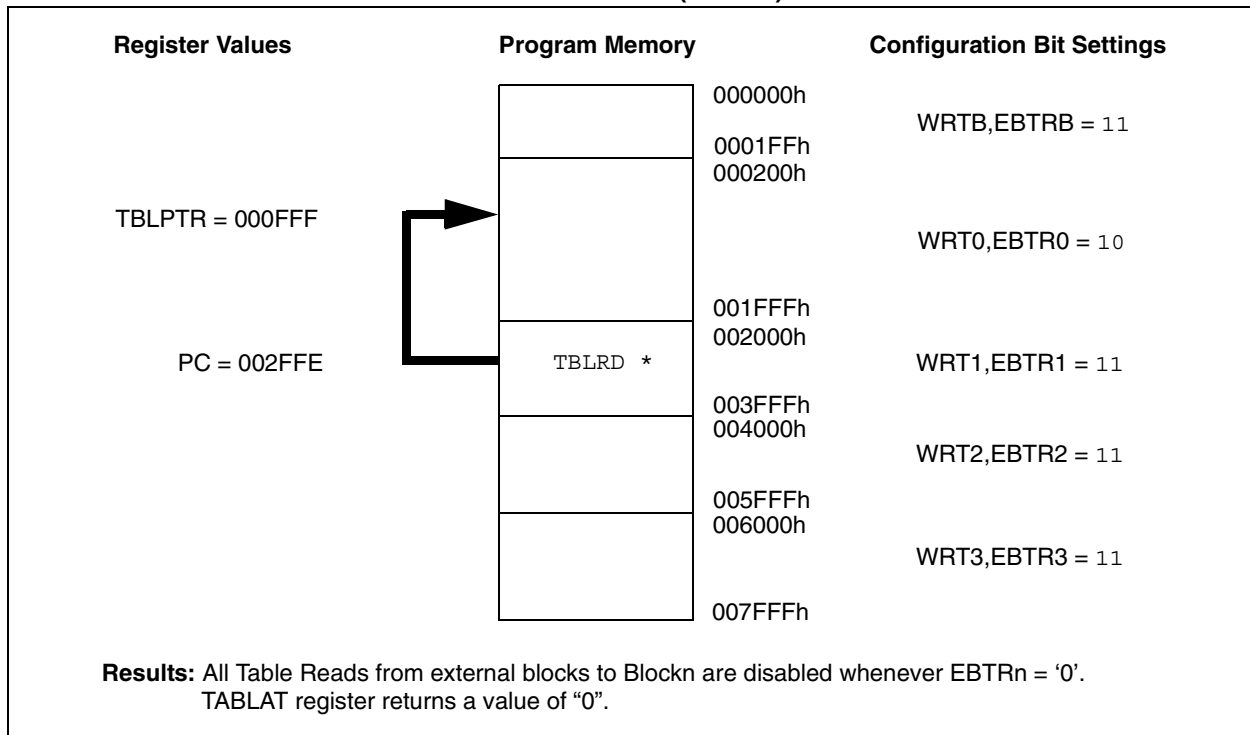 Register Values Program Memory Configuration Bit Settings
000000h
WRTB,EBTRB = 11
0001FFh
000200h
TBLPTR = 000FFF
WRT0,EBTR0 = 10
001FFFh
002000h
PC = 002FFE TBLRD * WRT1,EBTR1 = 11
003FFFh
004000h
WRT2,EBTR2 = 11
005FFFh
006000h
WRT3,EBTR3 = 11
007FFFh
Results: All Table Reads from external blocks to Blockn are disabled whenever EBTRn = ‘0’.
TABLAT register returns a value of “0”.